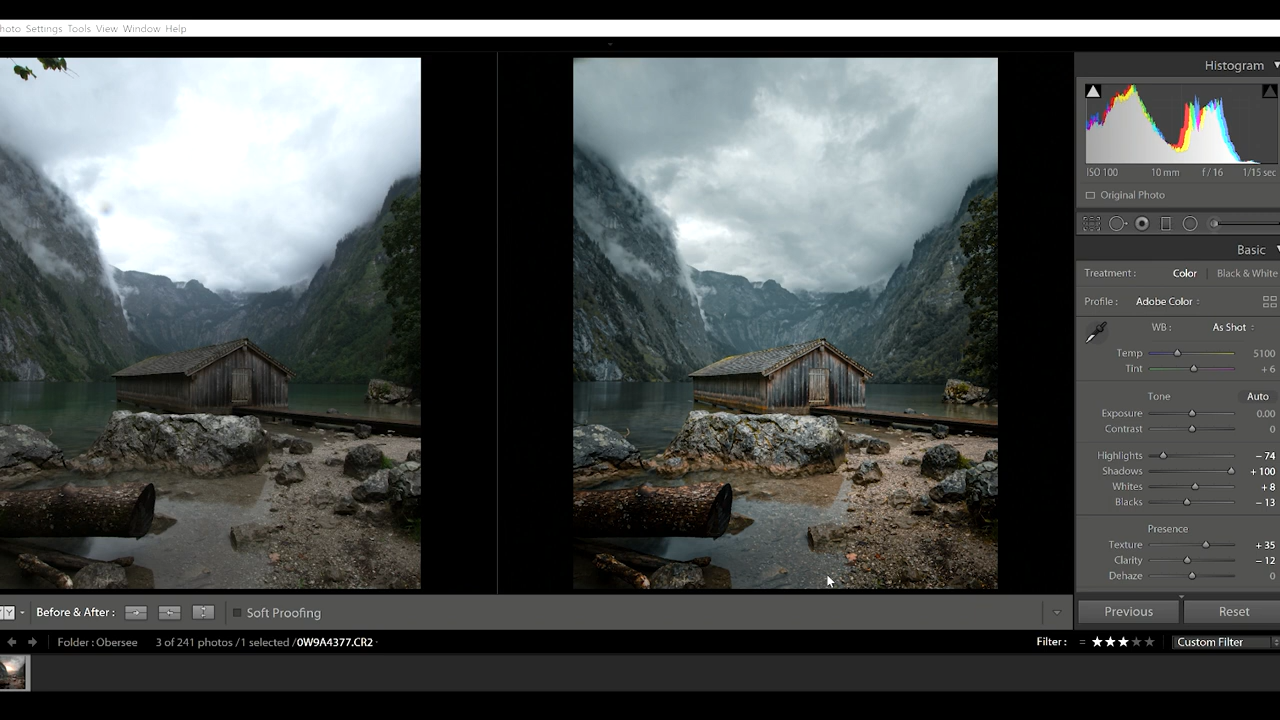 hoto Settings Tools View Window Help
Histogram
ISO 100 10 mm f / 16 1/15 sec
Original Photo
Basic
Treatment : Color Black & White
Profile : Adobe Color
WB : As Shot
Temp 5100
Tint + 6
Tone Auto
Exposure 0.00
Contrast 0
Highlights − 74
Shadows + 100
Whites + 8
Blacks − 13
Presence
Texture + 35
Clarity − 12
Dehaze 0
Y Before & After : Soft Proofing
Previous Reset
Folder : Obersee 3 of 241 photos / 1 selected / 0W9A4377.CR2
Filter : Custom Filter